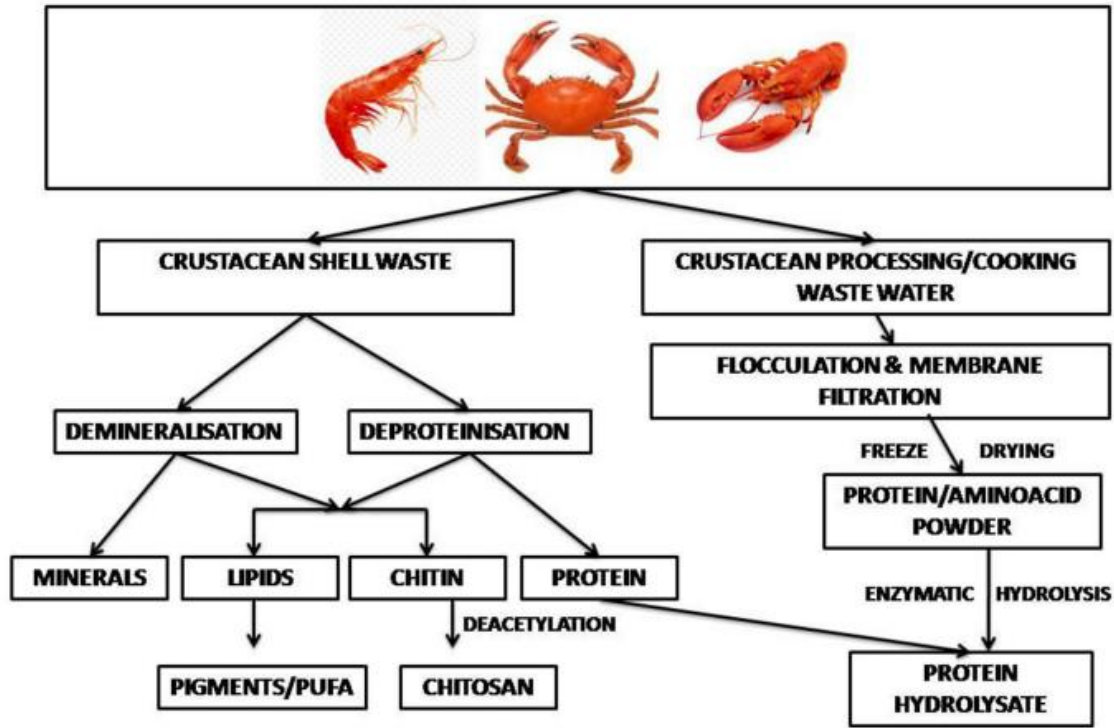 CRUSTACEAN SHELL WASTE
CRUSTACEAN PROCESSING/COOKING
WASTE WATER
FLOCCULATION & MEMBRANE
FILTRATION
DEMINERALISATION
DEPROTEINISATION
FREEZE DRYING
PROTEIN/AMINOACID
POWDER
MINERALS
LIPIDS
CHITIN
PROTEIN
ENZYMATIC HYDROLYSIS
DEACETYLATION
PIGMENTS/PUFA
CHITOSAN
PROTEIN
HYDROLYSATE